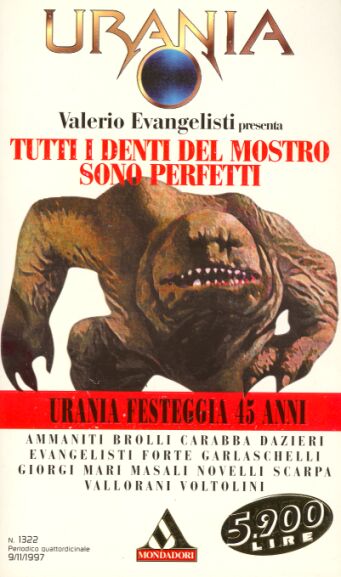 URANIA
Valerio Evangelisti presenta
TUTTI I DENTI DEL MOSTRO
SONO PERFETTI
URANIA FESTEGGIA 45 ANNI
AMMANITI BROLLI CARABBA DAZIERI
EVANGELISTI FORTE GARLASCHELLI
GIORGI MARI MASALI NOVELLI SCARPA
VALLORANI VOLTOLINI
N. 1322
Periodico quattordicinale
9/11/1997
MONDADORI
5.900
LIRE